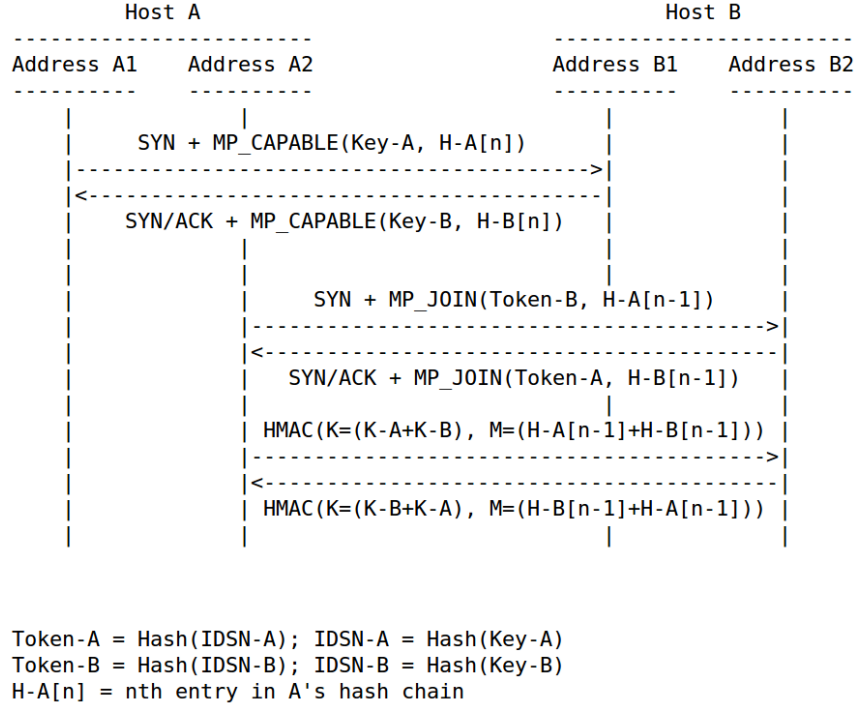 Host A                                          Host B
------------------------                   ------------------------
Address A1    Address A2                   Address B1    Address B2
----------    ----------                   ----------    ----------
SYN + MP_CAPABLE(Key-A, H-A[n])
SYN/ACK + MP_CAPABLE(Key-B, H-B[n])
SYN + MP_JOIN(Token-B, H-A[n-1])
SYN/ACK + MP_JOIN(Token-A, H-B[n-1])
HMAC(K=(K-A+K-B), M=(H-A[n-1]+H-B[n-1]))
HMAC(K=(K-B+K-A), M=(H-B[n-1]+H-A[n-1]))
Token-A = Hash(IDSN-A); IDSN-A = Hash(Key-A)
Token-B = Hash(IDSN-B); IDSN-B = Hash(Key-B)
H-A[n] = nth entry in A's hash chain